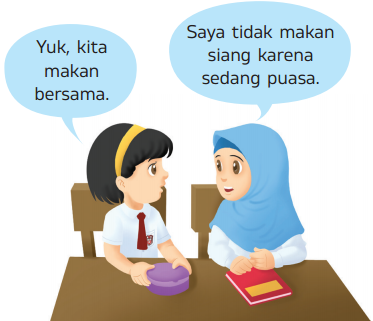 Yuk, kita
makan
bersama.
Saya tidak makan
siang karena
sedang puasa.